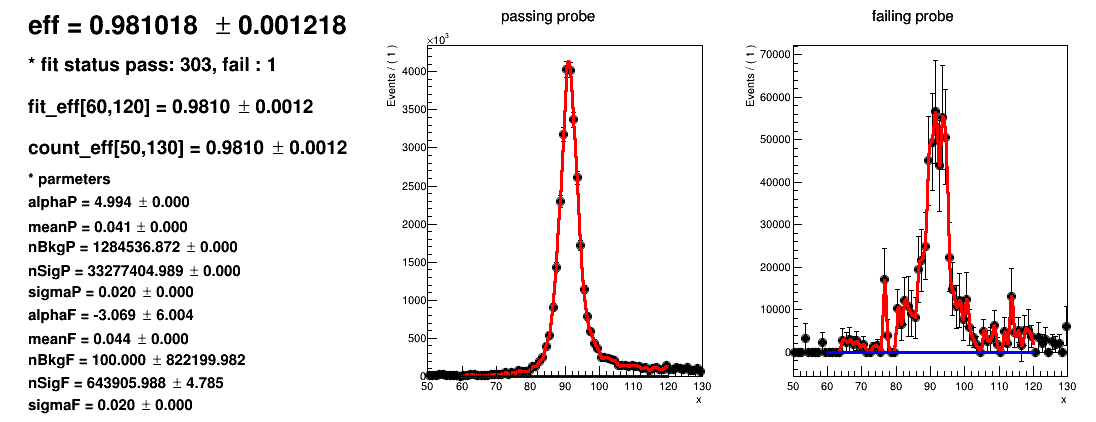 eff = 0.981018 ± 0.001218
* fit status pass: 303, fail : 1
fit_eff[60,120] = 0.9810 ± 0.0012
count_eff[50,130] = 0.9810 ± 0.0012
* parmeters
alphaP = 4.994 ± 0.000
meanP = 0.041 ± 0.000
nBkgP = 1284536.872 ± 0.000
nSigP = 33277404.989 ± 0.000
sigmaP = 0.020 ± 0.000
alphaF = -3.069 ± 6.004
meanF = 0.044 ± 0.000
nBkgF = 100.000 ± 822199.982
nSigF = 643905.988 ± 4.785
sigmaF = 0.020 ± 0.000
passing probe
×10³
Events / ( 1 )
4000
3500
3000
2500
2000
1500
1000
500
0
50 60 70 80 90 100 110 120 130
x
failing probe
Events / ( 1 )
70000
60000
50000
40000
30000
20000
10000
0
50 60 70 80 90 100 110 120 130
x